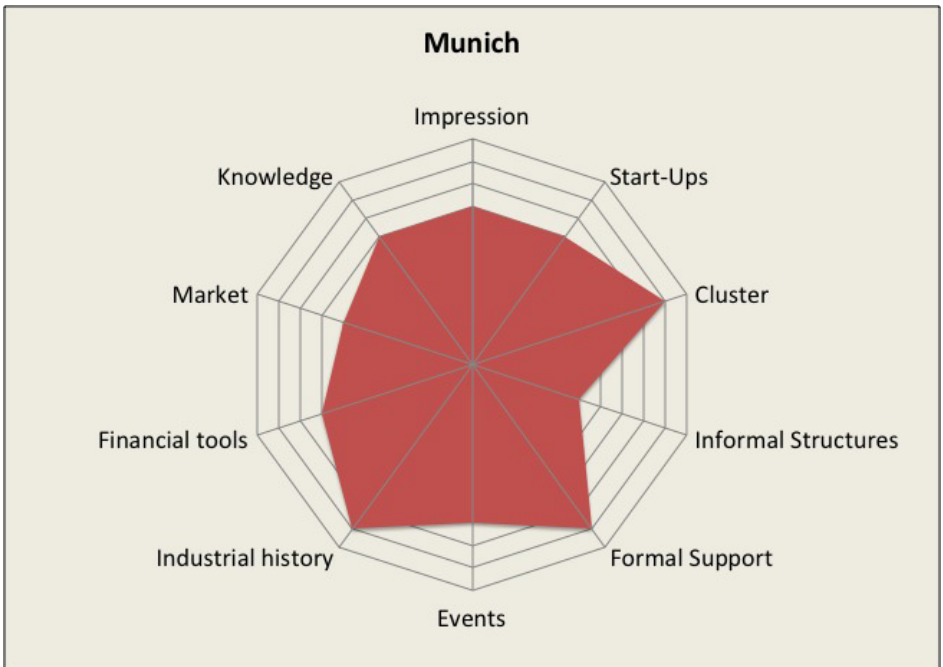 Munich
Impression
Knowledge
Start-Ups
Market
Cluster
Financial tools
Informal Structures
Industrial history
Formal Support
Events